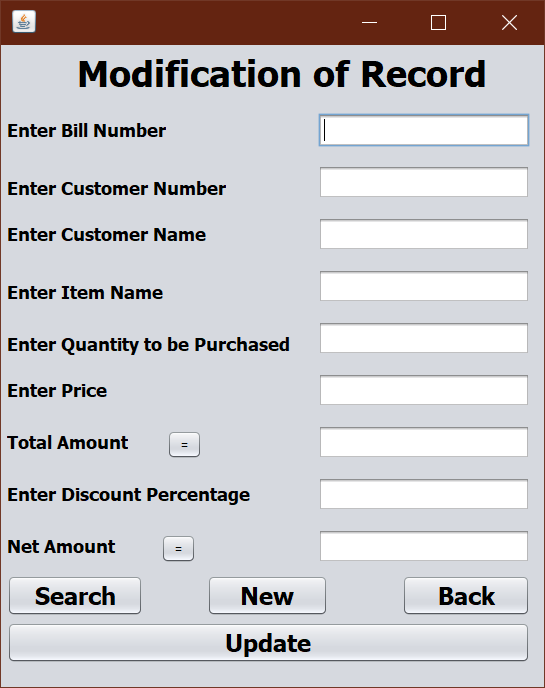 Modification of Record
Enter Bill Number
Enter Customer Number
Enter Customer Name
Enter Item Name
Enter Quantity to be Purchased
Enter Price
Total Amount =
Enter Discount Percentage
Net Amount =
Search New Back
Update